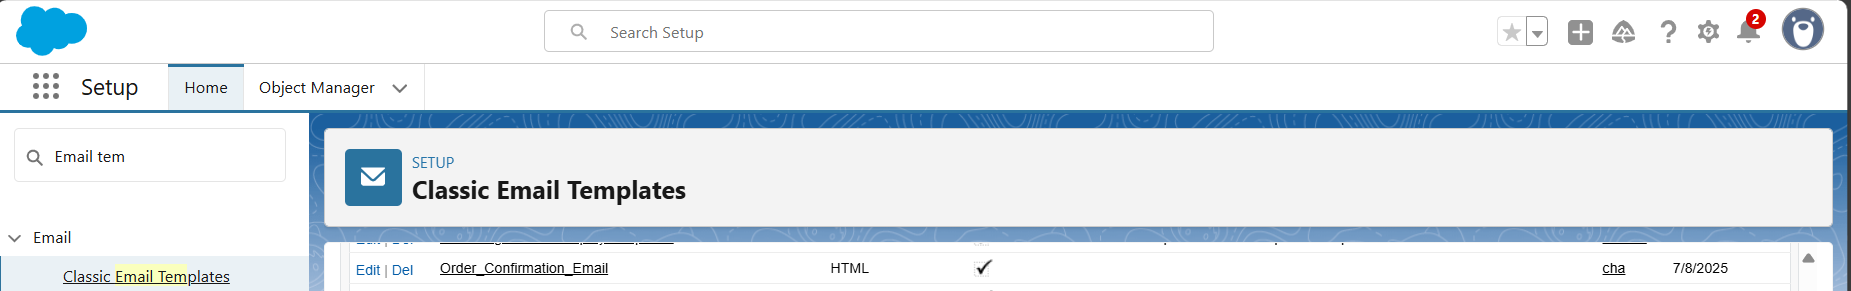 Search Setup
2
Setup Home Object Manager
Email tem
SETUP
Classic Email Templates
Email
Classic Email Templates
Edit | Del Order_Confirmation_Email HTML cha 7/8/2025